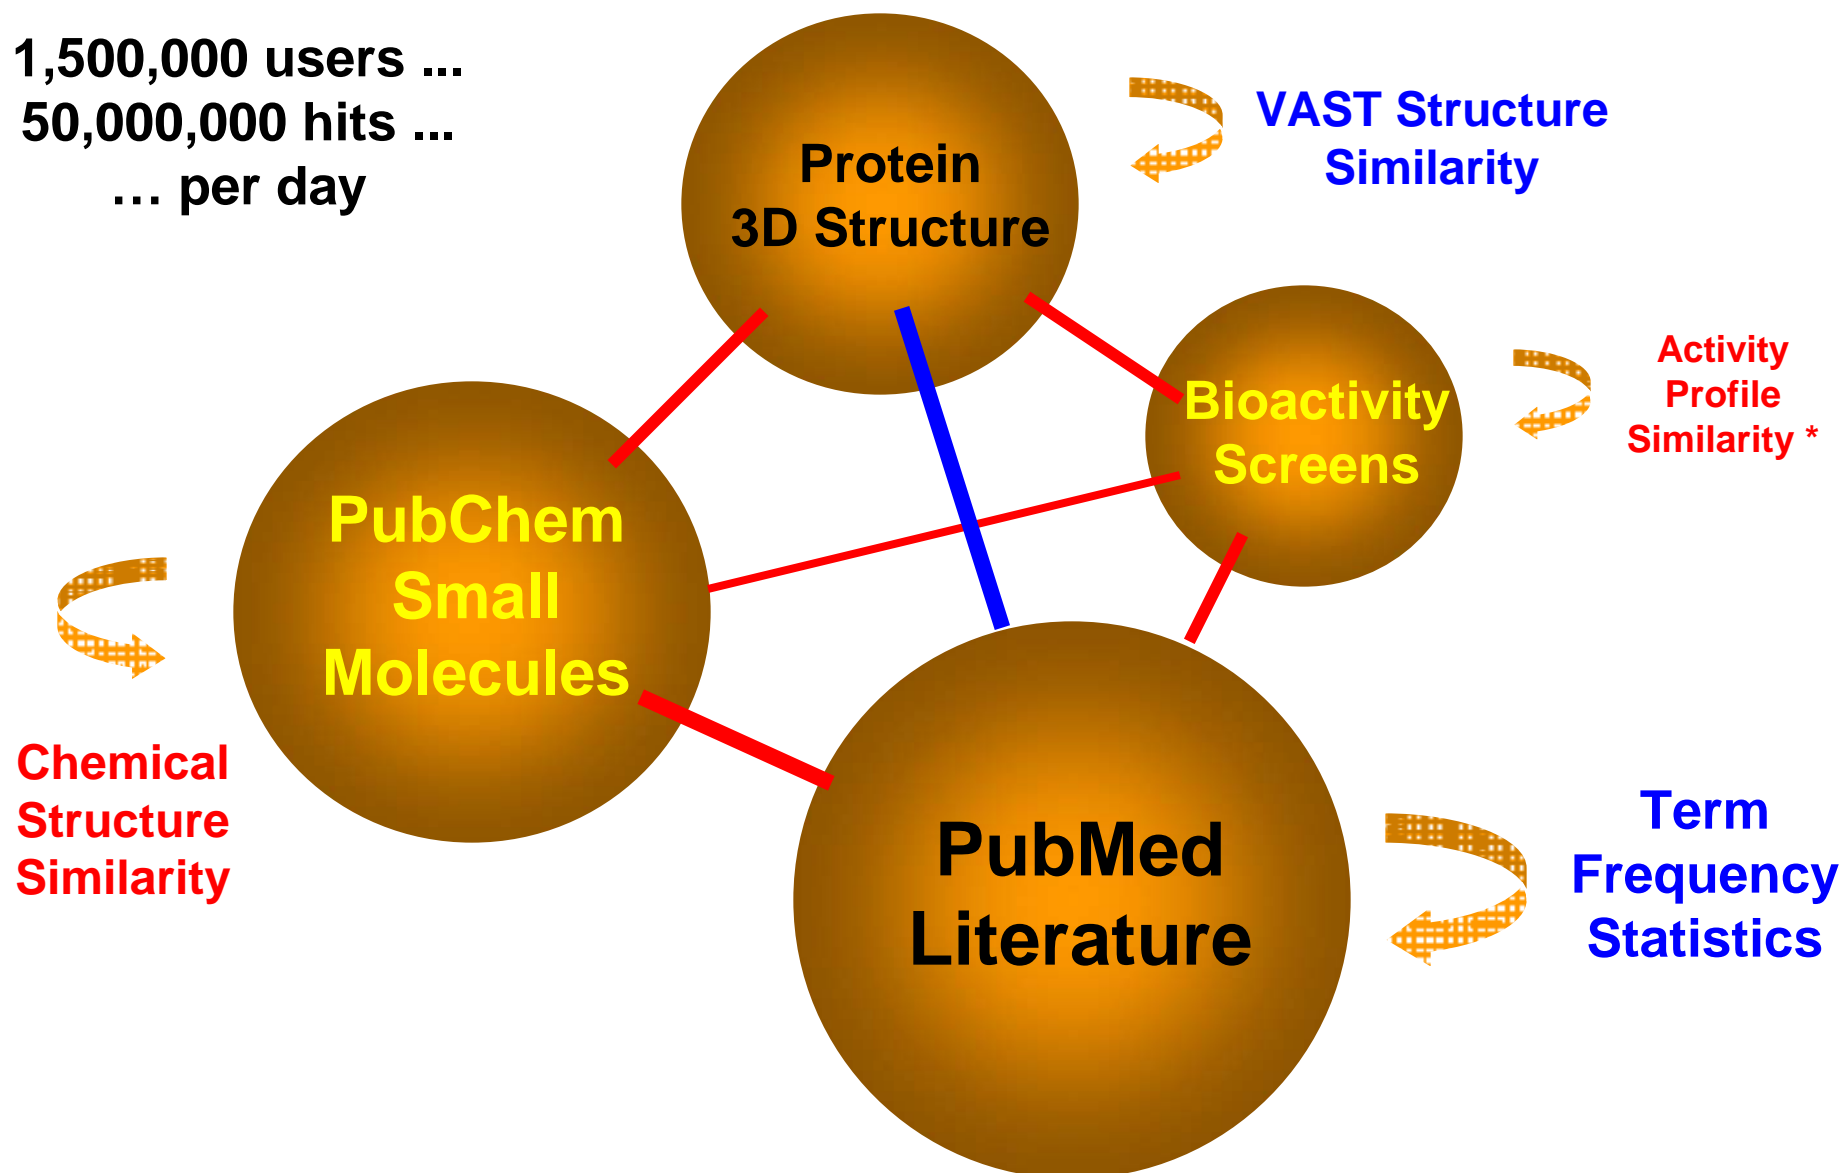 1,500,000 users ...
50,000,000 hits ...
… per day
Protein
3D Structure
VAST Structure
Similarity
Bioactivity
Screens
Activity
Profile
Similarity *
PubChem
Small
Molecules
Chemical
Structure
Similarity
PubMed
Literature
Term
Frequency
Statistics